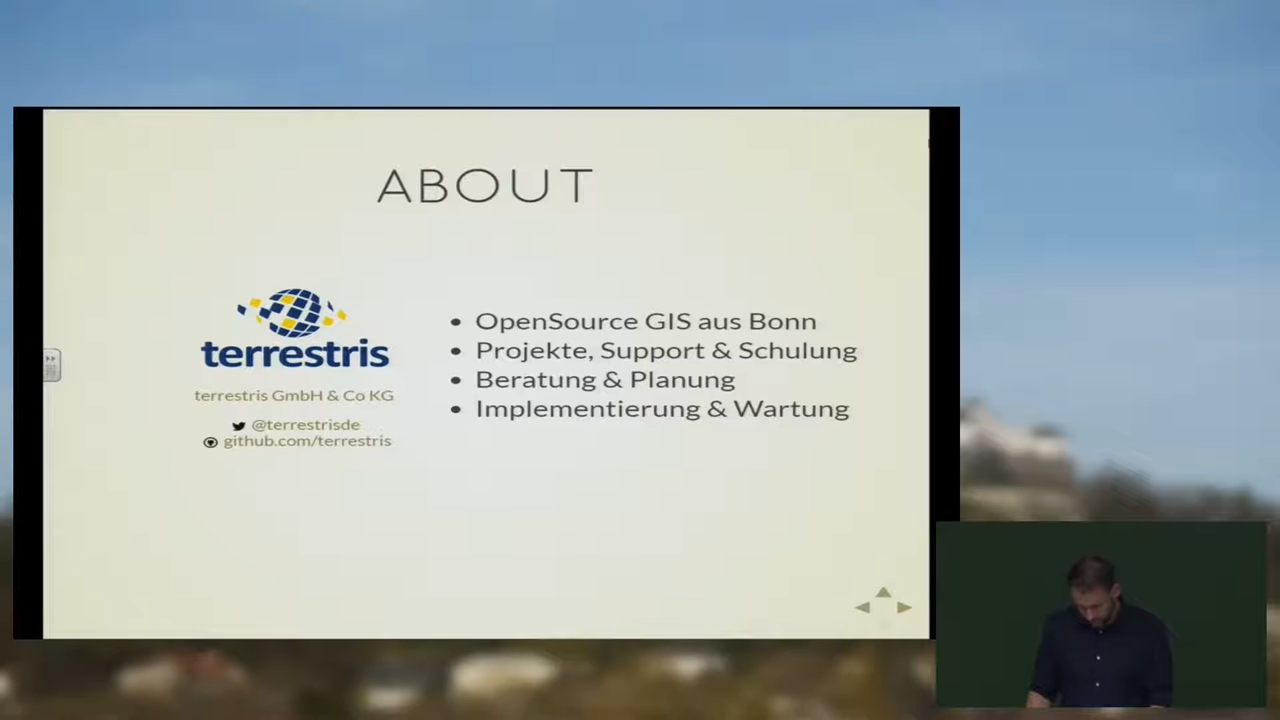 ABOUT
terrestris
terrestris GmbH & Co KG
@terrestrisde
github.com/terrestris
• OpenSource GIS aus Bonn
• Projekte, Support & Schulung
• Beratung & Planung
• Implementierung & Wartung